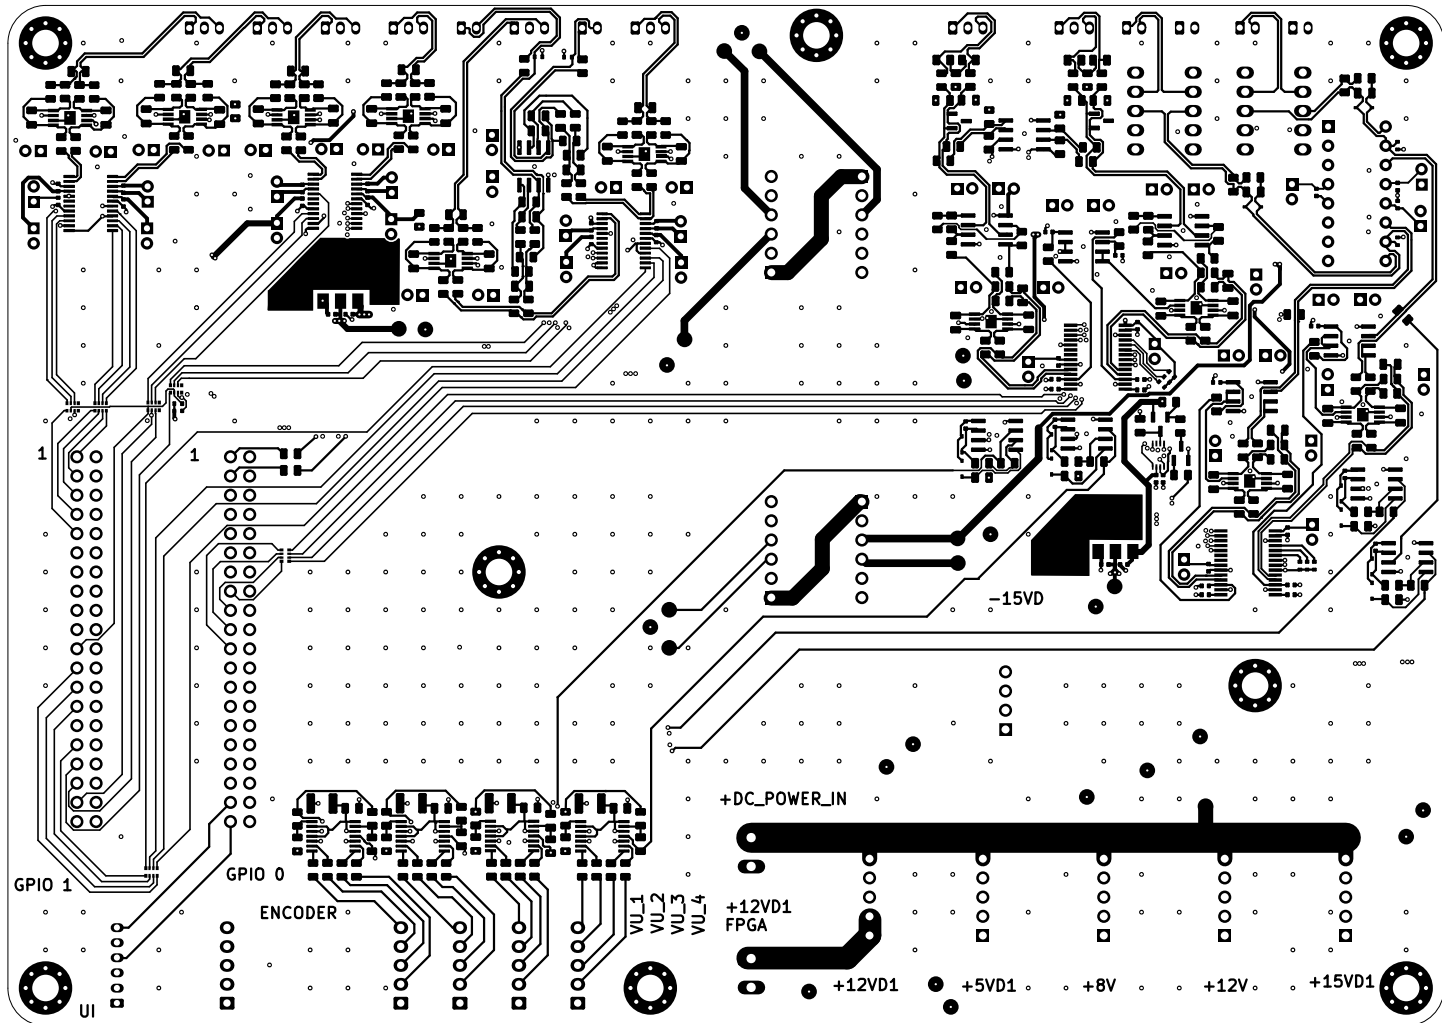 1
1
-15VD
+DC_POWER_IN
GPIO 1
GPIO 0
ENCODER
VU_1
VU_2
VU_3
VU_4
+12VD1
FPGA
+12VD1
+5VD1
+8V
+12V
+15VD1
UI